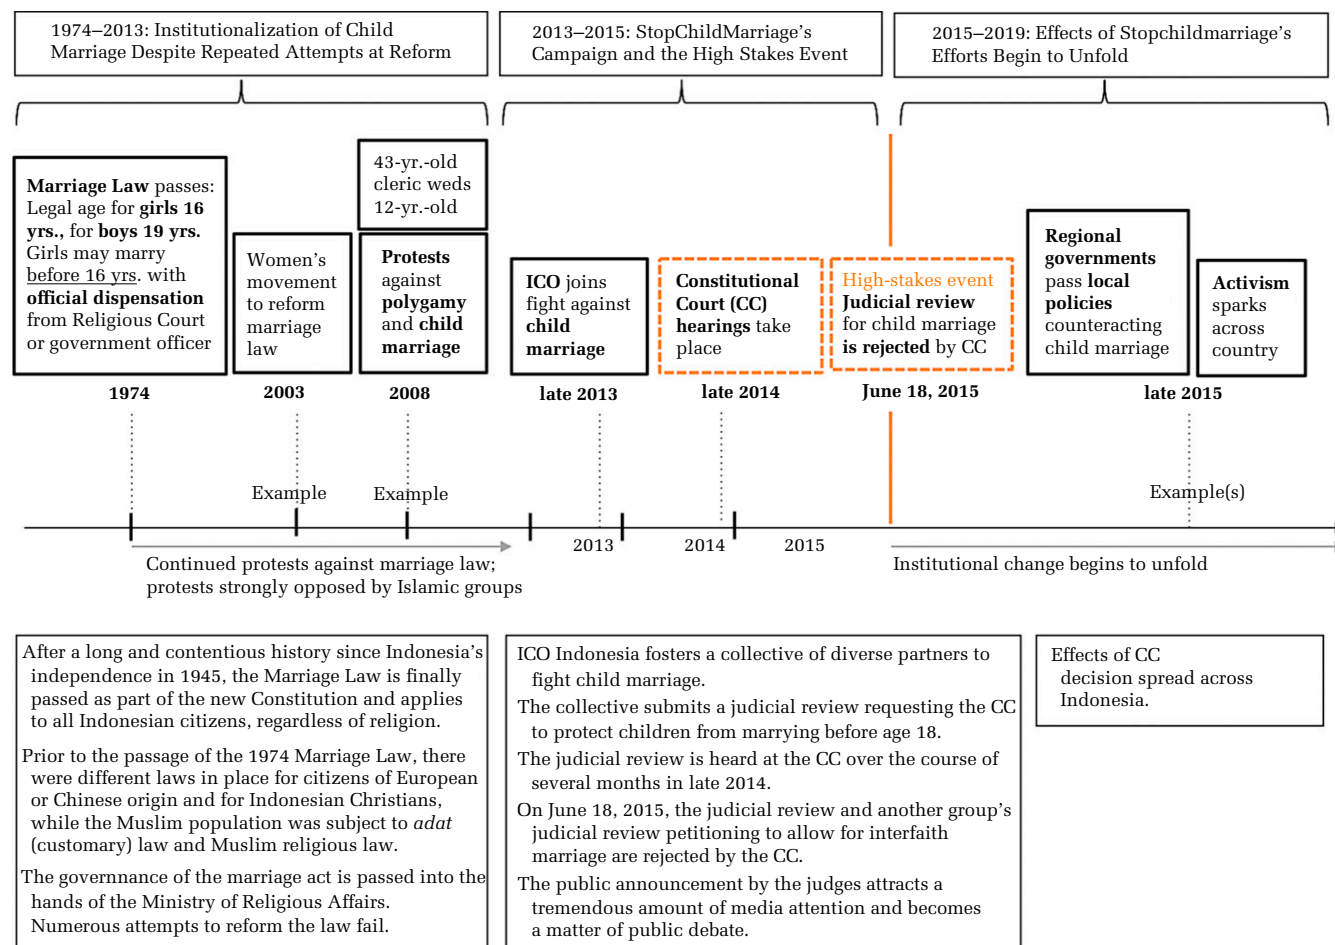 1974–2013: Institutionalization of Child
Marriage Despite Repeated Attempts at Reform
2013–2015: StopChildMarriage's
Campaign and the High Stakes Event
2015–2019: Effects of Stopchildmarriage's
Efforts Begin to Unfold
Marriage Law passes:
Legal age for girls 16
yrs., for boys 19 yrs.
Girls may marry
before 16 yrs. with
official dispensation
from Religious Court
or government officer
1974
Women's
movement
to reform
marriage
law
2003
43-yr.-old
cleric weds
12-yr.-old
Protests
against
polygamy
and child
marriage
2008
ICO joins
fight against
child
marriage
late 2013
Constitutional
Court (CC)
hearings take
place
late 2014
High-stakes event
Judicial review
for child marriage
is rejected by CC
June 18, 2015
Regional
governments
pass local
policies
counteracting
child marriage
Activism
sparks
across
country
late 2015
Example
Example
Example(s)
2013
2014
2015
Continued protests against marriage law;
protests strongly opposed by Islamic groups
Institutional change begins to unfold
After a long and contentious history since Indonesia's
independence in 1945, the Marriage Law is finally
passed as part of the new Constitution and applies
to all Indonesian citizens, regardless of religion.
Prior to the passage of the 1974 Marriage Law, there
were different laws in place for citizens of European
or Chinese origin and for Indonesian Christians,
while the Muslim population was subject to adat
(customary) law and Muslim religious law.
The governnance of the marriage act is passed into the
hands of the Ministry of Religious Affairs.
Numerous attempts to reform the law fail.
ICO Indonesia fosters a collective of diverse partners to
fight child marriage.
The collective submits a judicial review requesting the CC
to protect children from marrying before age 18.
The judicial review is heard at the CC over the course of
several months in late 2014.
On June 18, 2015, the judicial review and another group's
judicial review petitioning to allow for interfaith
marriage are rejected by the CC.
The public announcement by the judges attracts a
tremendous amount of media attention and becomes
a matter of public debate.
Effects of CC
decision spread across
Indonesia.